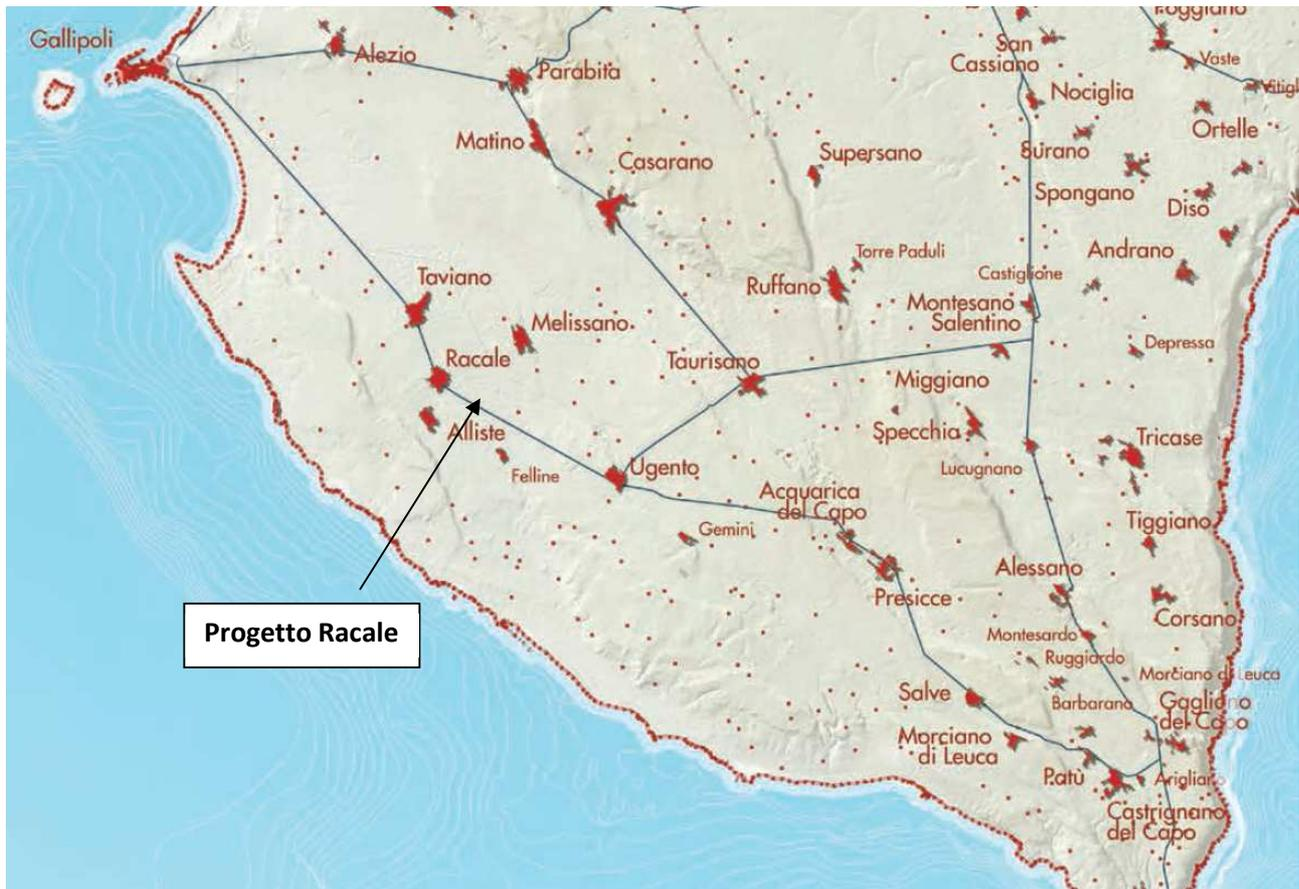 Gallipoli
Alezio
Parabita
Matino
Casarano
San
Cassiano
Nociglia
Poggiano
Vaste
Ortelle
Surano
Spongano
Diso
Supersano
Andrano
Torre Paduli
Ruffano
Castiglione
Montesano
Salentino
Depressa
Miggiano
Taviano
Melissano
Racale
Taurisano
Alliste
Felline
Ugento
Specchia
Lucugnano
Tricase
Acquarica
del Capo
Gemini
Tiggiano
Presicce
Alessano
Corsano
Progetto Racale
Montesardo
Ruggiardo
Morciano di Leuca
Barbarano
Gagliano
del Capo
Salve
Morciano
di Leuca
Patù
Arigliano
Castrignano
del Capo